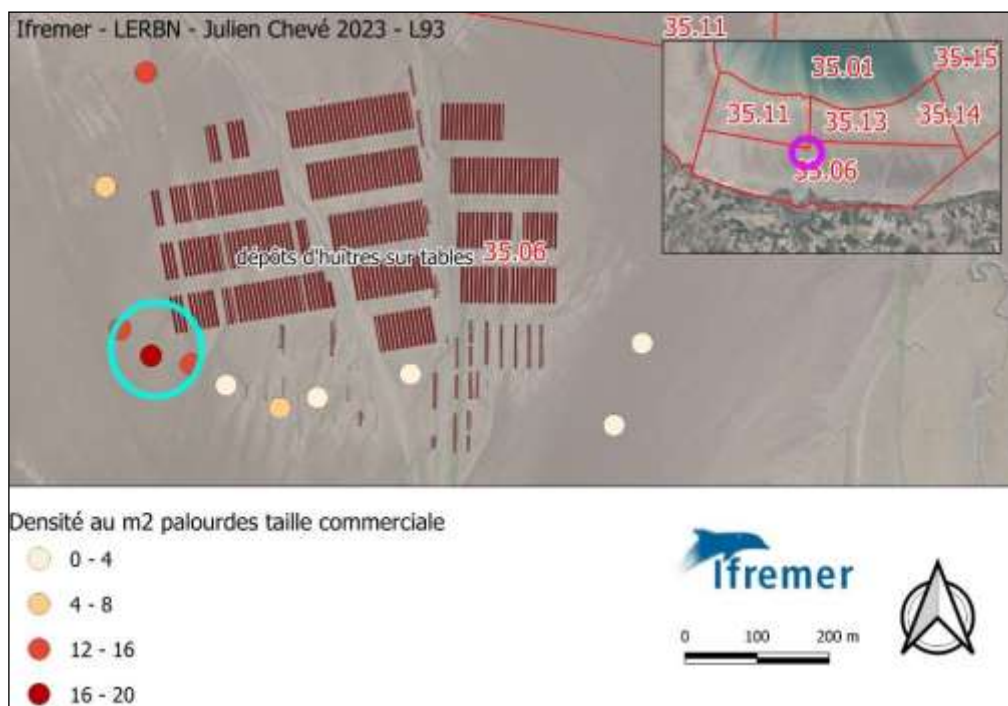 Ifremer - LERBN - Julien Chevé 2023 - L93
35.11
35.01
35.15
35.11
35.13
35.14
35.06
dépôts d'huîtres sur tables 35.06
Densité au m2 palourdes taille commerciale
0 - 4
4 - 8
12 - 16
16 - 20
Ifremer
0 100 200 m